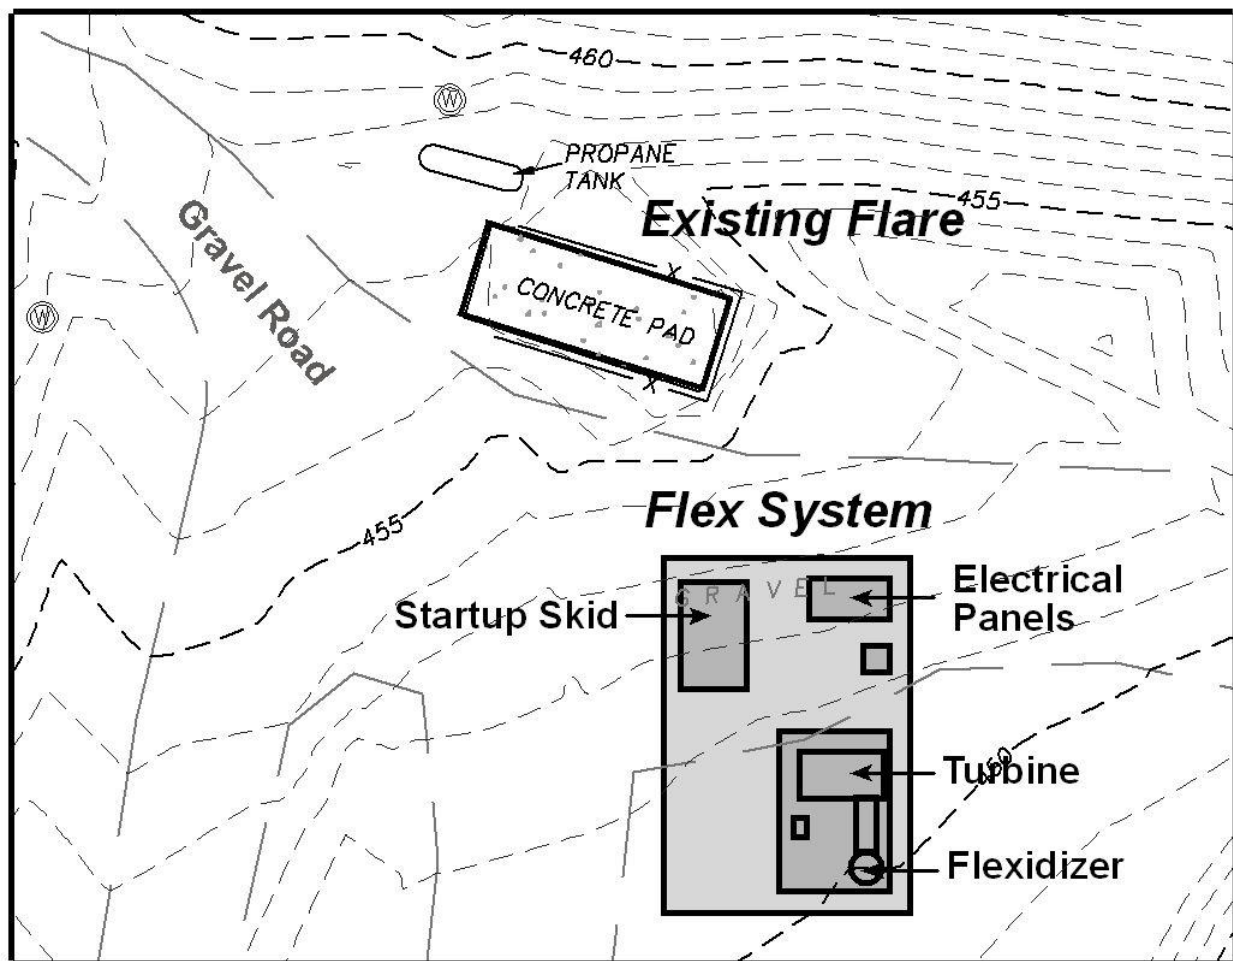 460
W
PROPANE
TANK
455
Existing Flare
Gravel Road
X
CONCRETE PAD
W
X
Flex System
455
GRAVEL
Electrical
Panels
Startup Skid
Turbine
Flexidizer